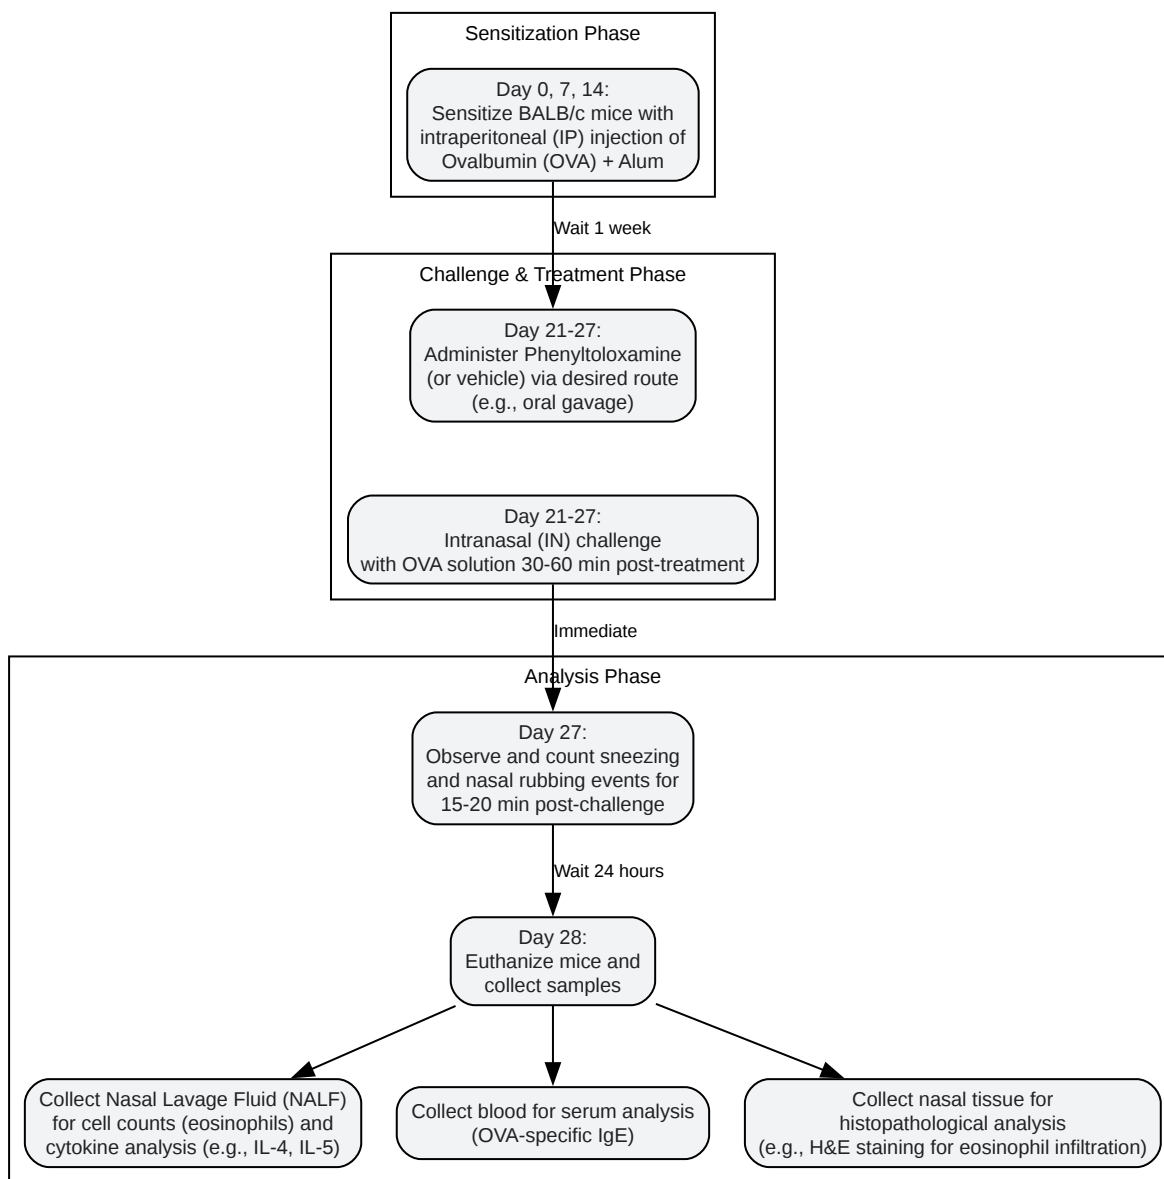 Sensitization Phase
Day 0, 7, 14:
Sensitize BALB/c mice with
intraperitoneal (IP) injection of
Ovalbumin (OVA) + Alum
Wait 1 week
Challenge & Treatment Phase
Day 21-27:
Administer Phenyltoloxamine
(or vehicle) via desired route
(e.g., oral gavage)
Day 21-27:
Intranasal (IN) challenge
with OVA solution 30-60 min post-treatment
Immediate
Analysis Phase
Day 27:
Observe and count sneezing
and nasal rubbing events for
15-20 min post-challenge
Wait 24 hours
Day 28:
Euthanize mice and
collect samples
Collect Nasal Lavage Fluid (NALF)
for cell counts (eosinophils) and
cytokine analysis (e.g., IL-4, IL-5)
Collect blood for serum analysis
(OVA-specific IgE)
Collect nasal tissue for
histopathological analysis
(e.g., H&E staining for eosinophil infiltration)